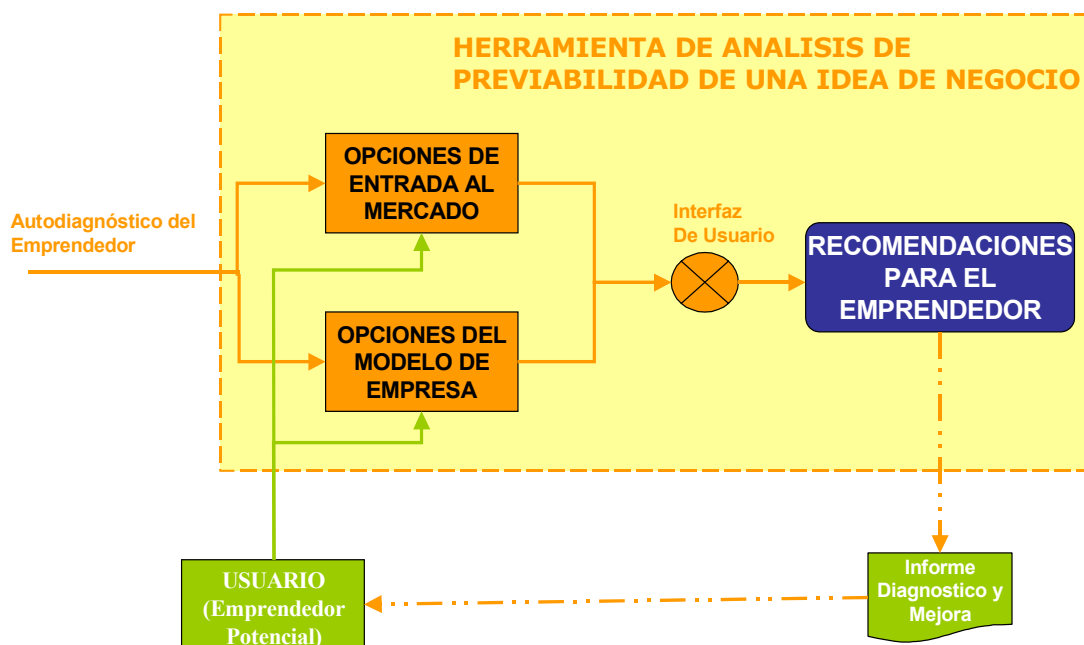 HERRAMIENTA DE ANALISIS DE
PREVIABILIDAD DE UNA IDEA DE NEGOCIO
OPCIONES DE
ENTRADA AL
MERCADO
Autodiagnóstico del
Emprendedor
Interfaz
De Usuario
RECOMENDACIONES
PARA EL
EMPRENDEDOR
OPCIONES DEL
MODELO DE
EMPRESA
USUARIO
(Emprendedor
Potencial)
Informe
Diagnostico y
Mejora